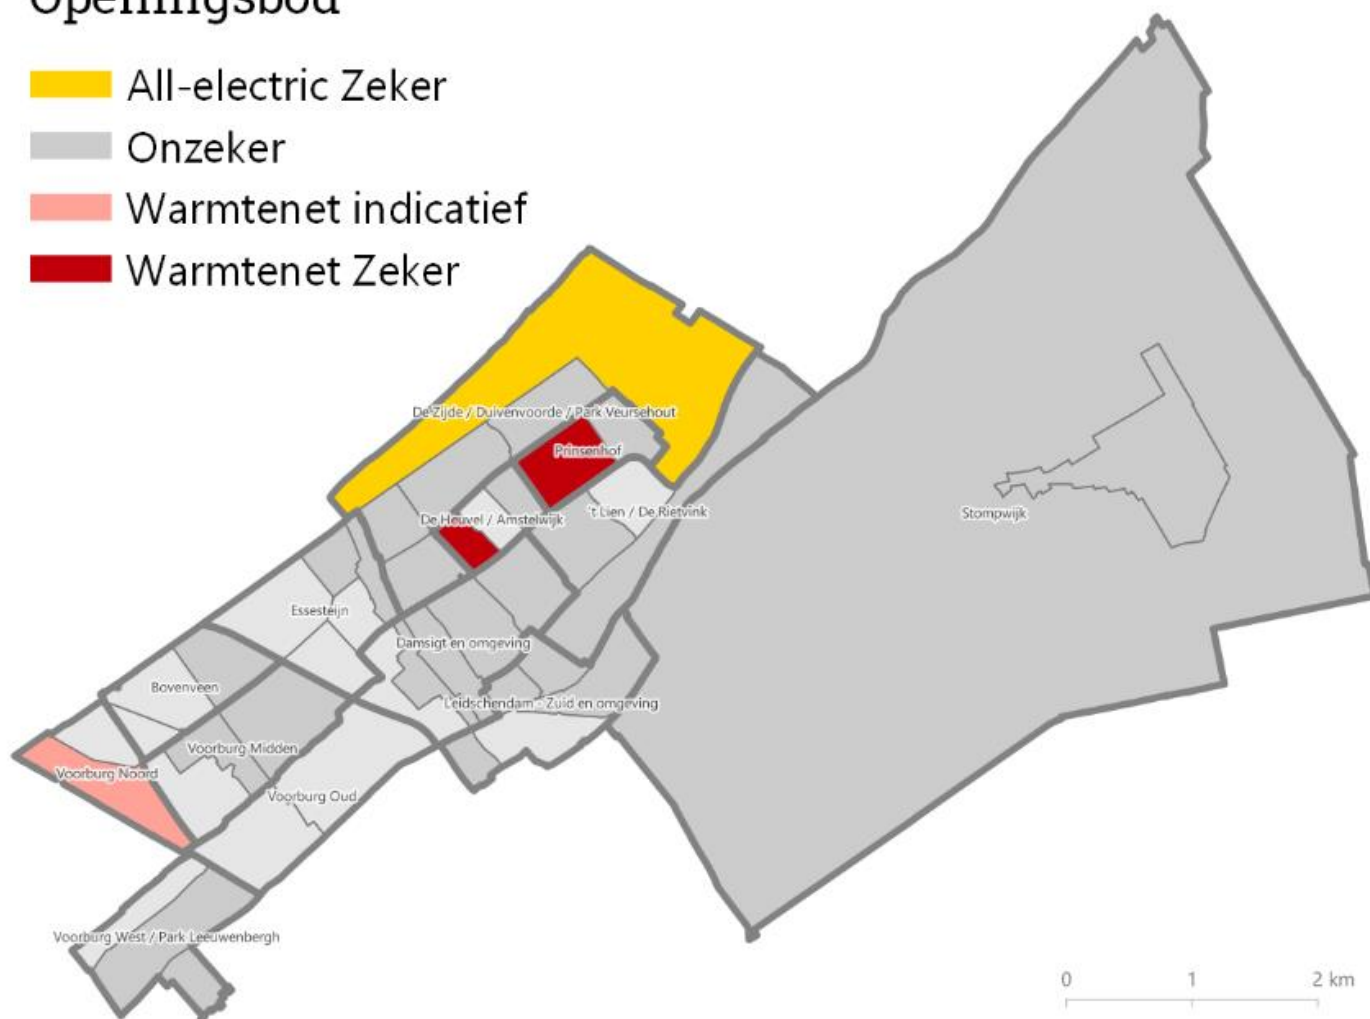 Openingsbod
All-electric Zeker
Onzeker
Warmtenet indicatief
Warmtenet Zeker
De Zijde / Duivenvoorde / Park Veursehout
Prinsenhof
De Heuvel / Amstelwijk
't Lien / De Rietvink
Stompwijk
Essesteijn
Damsigt en omgeving
Bovenveen
Leidschendam - Zuid en omgeving
Voorburg Midden
Voorburg Noord
Voorburg Oud
Voorburg West / Park Leeuwenbergh
0 1 2 km